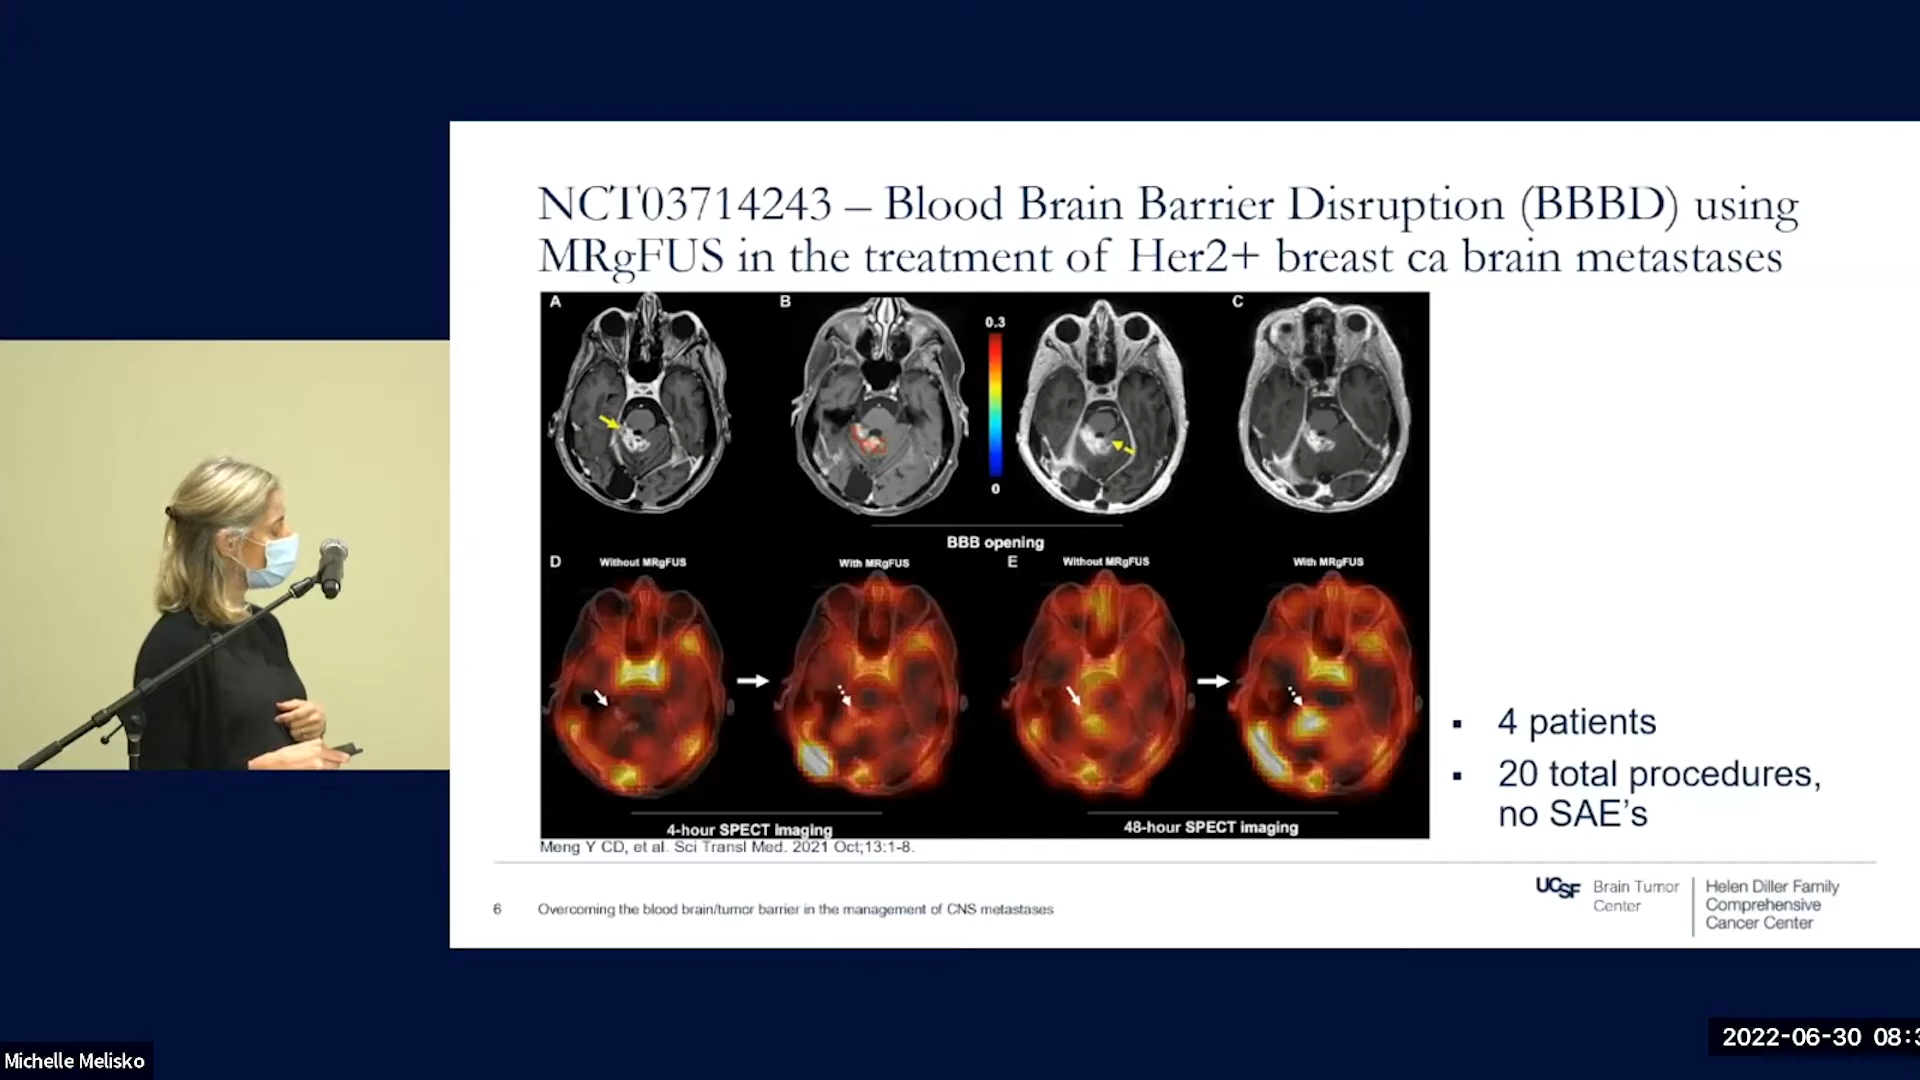 NCT03714243 – Blood Brain Barrier Disruption (BBBD) using
MRgFUS in the treatment of Her2+ breast ca brain metastases
A
B
C
0.3
0
BBB opening
D
Without MRgFUS
With MRgFUS
E
Without MRgFUS
With MRgFUS
4-hour SPECT imaging
48-hour SPECT imaging
▪ 4 patients
▪ 20 total procedures,
no SAE's
Meng Y CD, et al. Sci Transl Med. 2021 Oct;13:1-8.
6
Overcoming the blood brain/tumor barrier in the management of CNS metastases
UCSF
Brain Tumor
Center
Helen Diller Family
Comprehensive
Cancer Center
Michelle Melisko
2022-06-30 08:3